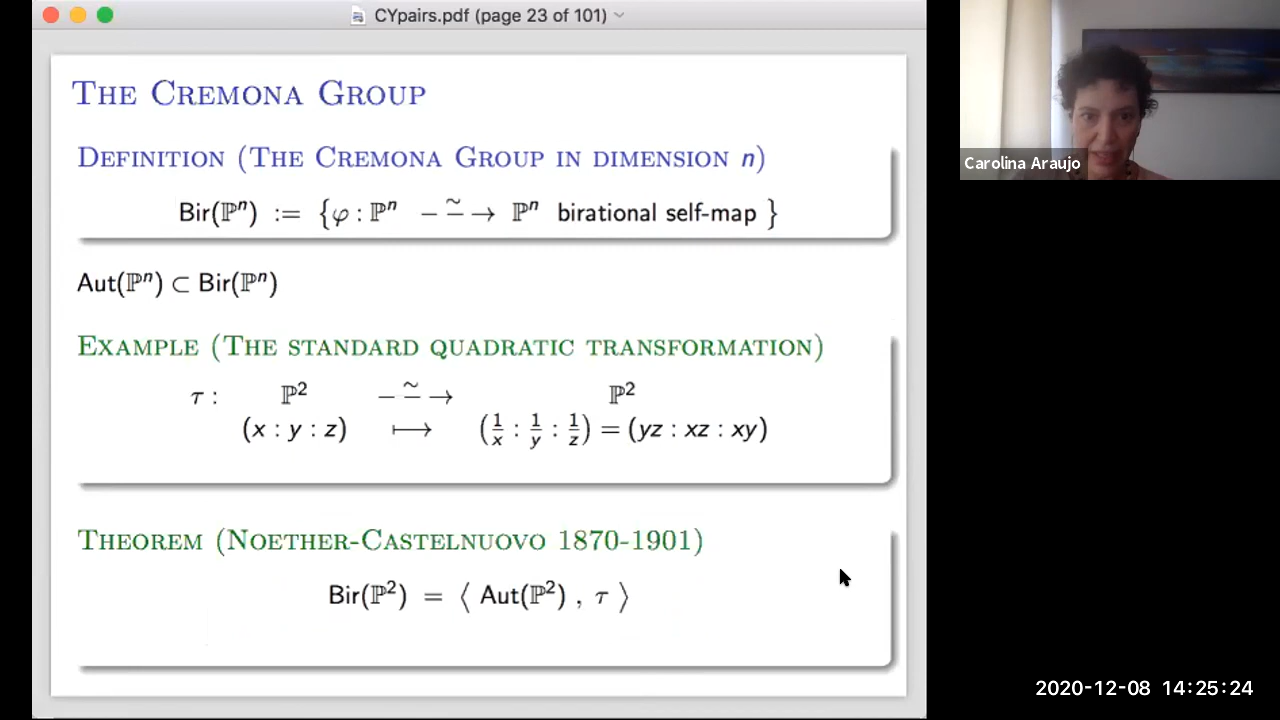 CYpairs.pdf (page 23 of 101)
The Cremona Group
Definition (The Cremona Group in dimension n)
Bir(ℙⁿ) := {φ : ℙⁿ −∼−→ ℙⁿ birational self-map }
Aut(ℙⁿ) ⊂ Bir(ℙⁿ)
Example (The standard quadratic transformation)
τ : ℙ² −∼−→ ℙ²
(x : y : z) ⟼ (1/x : 1/y : 1/z) = (yz : xz : xy)
Theorem (Noether-Castelnuovo 1870-1901)
Bir(ℙ²) = ⟨ Aut(ℙ²) , τ ⟩
Carolina Araujo
2020-12-08 14:25:24